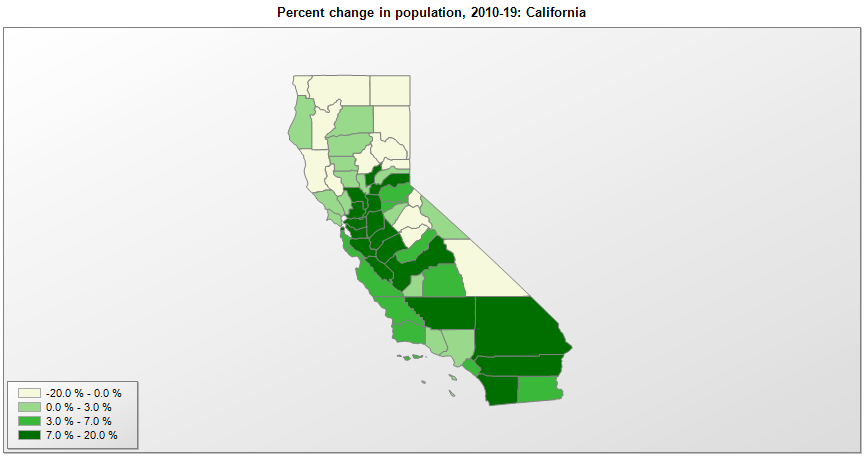 Percent change in population, 2010-19: California
-20.0 % - 0.0 %
0.0 % - 3.0 %
3.0 % - 7.0 %
7.0 % - 20.0 %